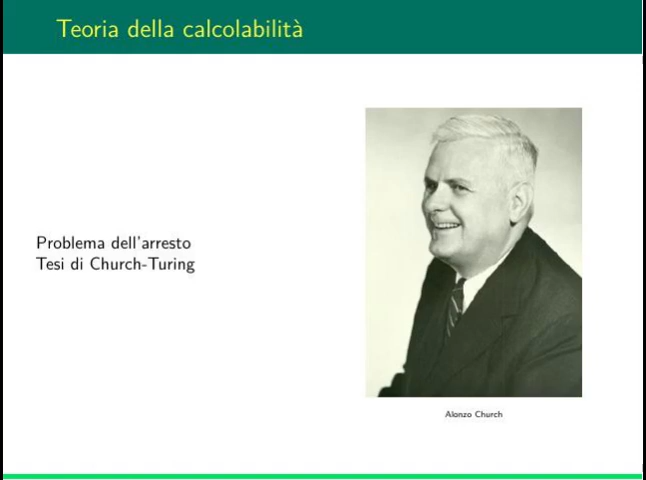 Teoria della calcolabilità
Problema dell'arresto
Tesi di Church-Turing
Alonzo Church